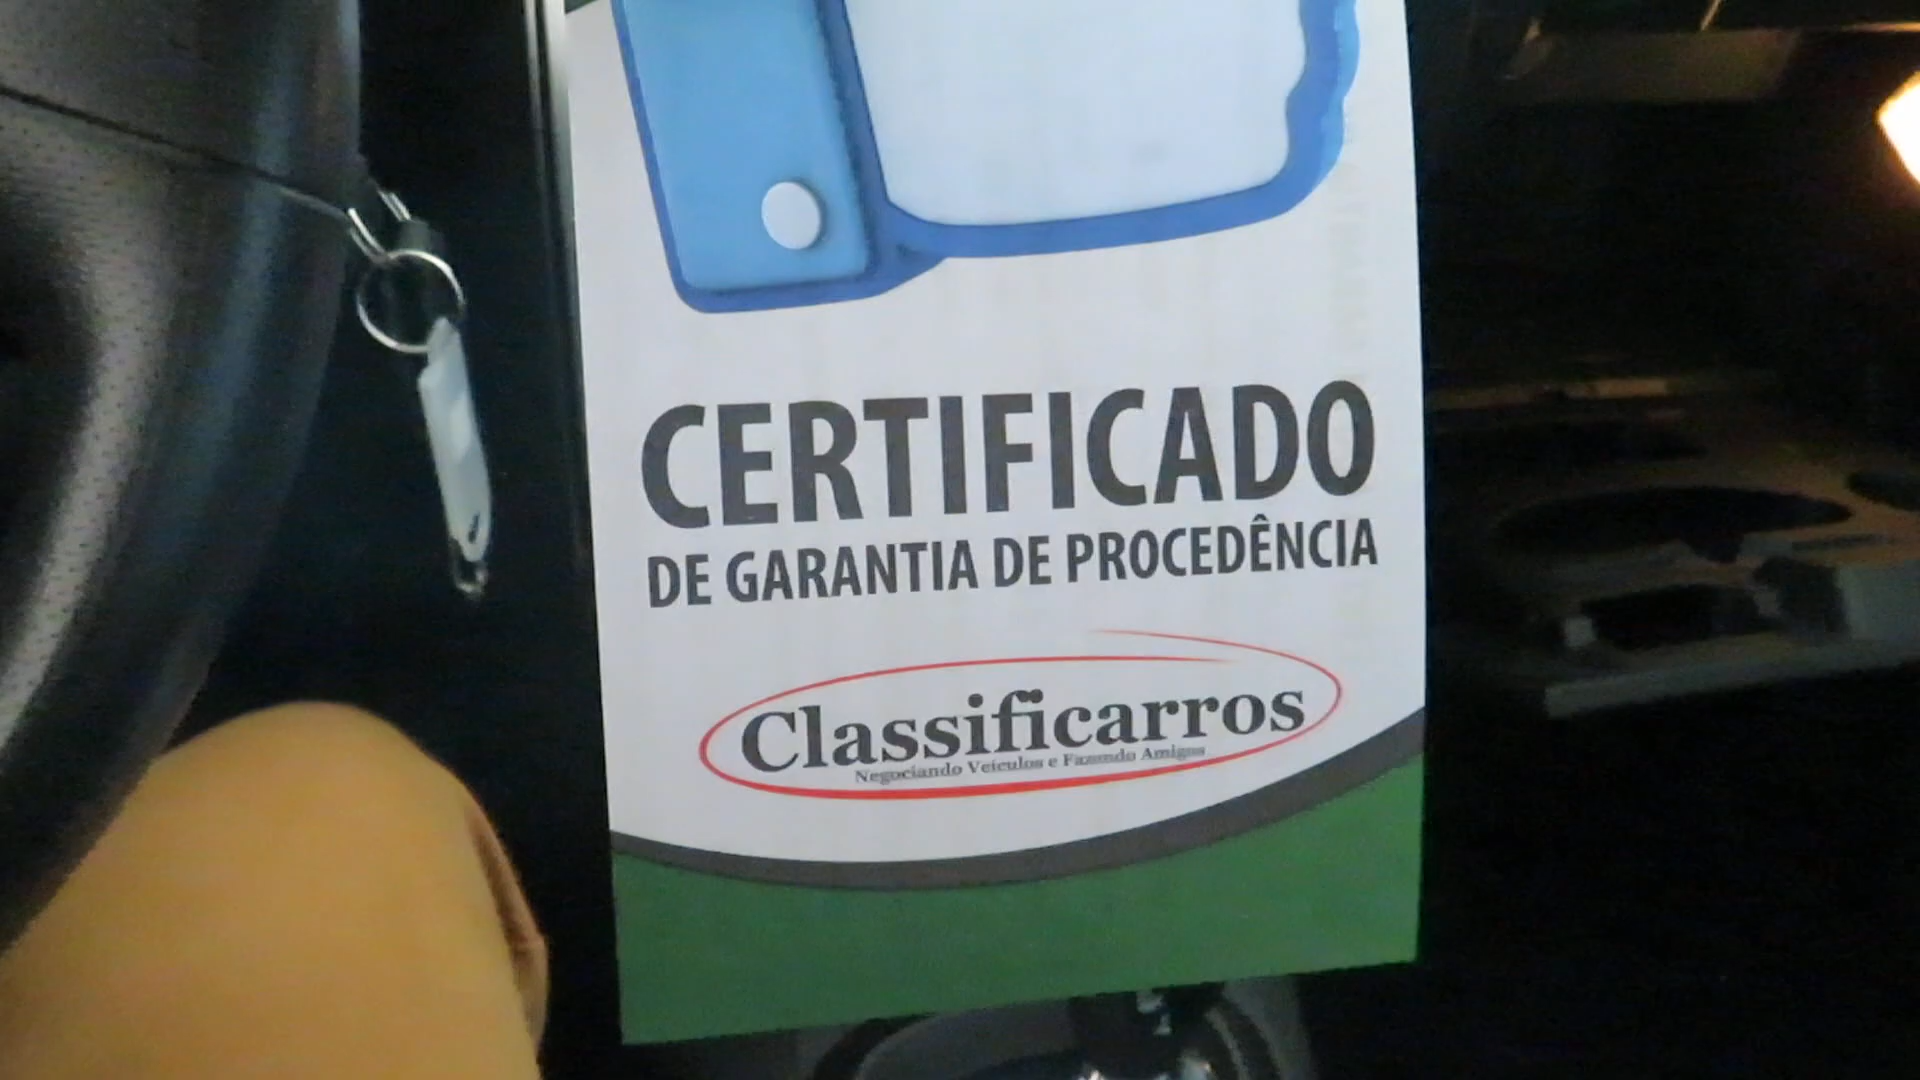 CERTIFICADO
DE GARANTIA DE PROCEDÊNCIA
Classificarros
Negociando Veículos e Fazendo Amigos